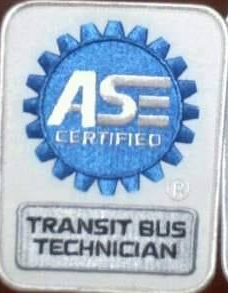 ASE
CERTIFIED
®
TRANSIT BUS
TECHNICIAN